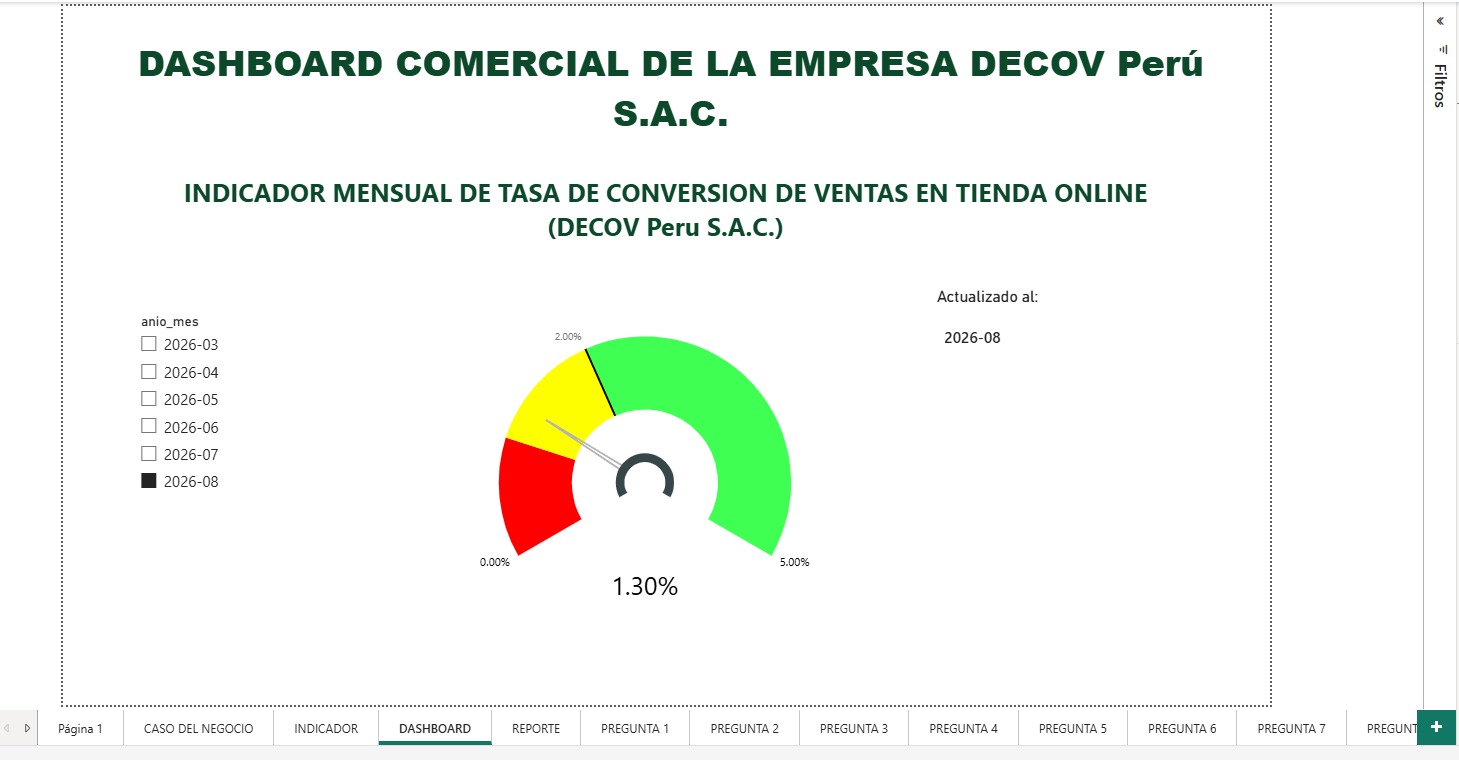 DASHBOARD COMERCIAL DE LA EMPRESA DECOV Perú
S.A.C.
INDICADOR MENSUAL DE TASA DE CONVERSION DE VENTAS EN TIENDA ONLINE
(DECOV Peru S.A.C.)
Actualizado al:
2026-08
anio_mes
2026-03
2026-04
2026-05
2026-06
2026-07
2026-08
2.00%
0.00%
5.00%
1.30%
Filtros
Página 1
CASO DEL NEGOCIO
INDICADOR
DASHBOARD
REPORTE
PREGUNTA 1
PREGUNTA 2
PREGUNTA 3
PREGUNTA 4
PREGUNTA 5
PREGUNTA 6
PREGUNTA 7
PREGUNT